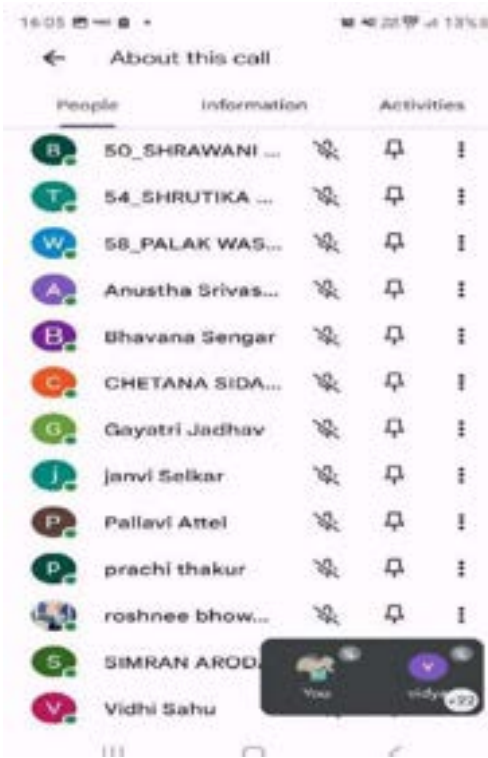 16:05
About this call
People Information Activities
B 50_SHRAWANI ...
T 54_SHRUTIKA ...
W 58_PALAK WAS...
A Anustha Srivas...
B Bhavana Sengar
C CHETANA SIDA...
G Gayatri Jadhav
j janvi Selkar
P Pallavi Attel
P prachi thakur
roshnee bhow...
S SIMRAN AROD
V Vidhi Sahu
V
You vidy
+22